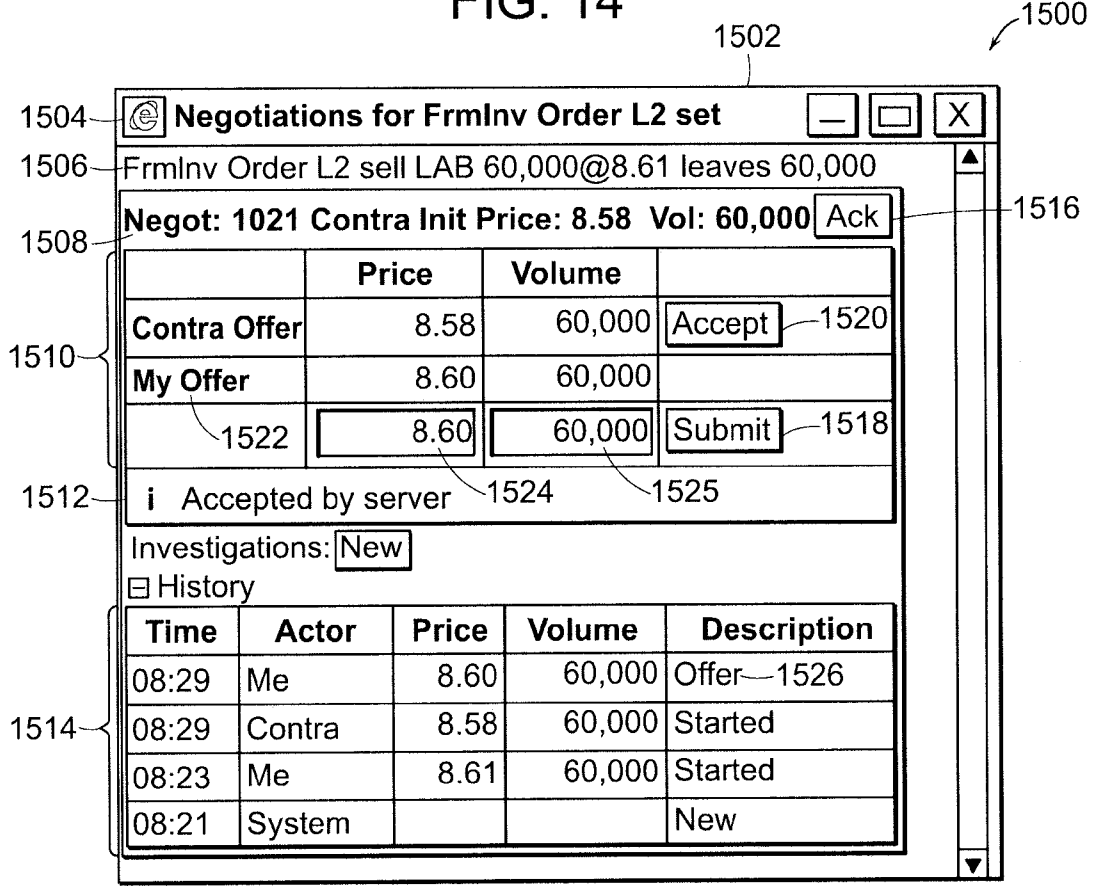 FIG. 14
1500
1502
1504 Negotiations for FrmInv Order L2 set X
1506 FrmInv Order L2 sell LAB 60,000@8.61 leaves 60,000
1508 Negot: 1021 Contra Init Price: 8.58 Vol: 60,000 Ack 1516
Price Volume
Contra Offer 8.58 60,000 Accept 1520
1510
My Offer 8.60 60,000
1522 8.60 60,000 Submit 1518
1512 i Accepted by server 1524 1525
Investigations: New
History
Time Actor Price Volume Description
08:29 Me 8.60 60,000 Offer 1526
1514 08:29 Contra 8.58 60,000 Started
08:23 Me 8.61 60,000 Started
08:21 System New